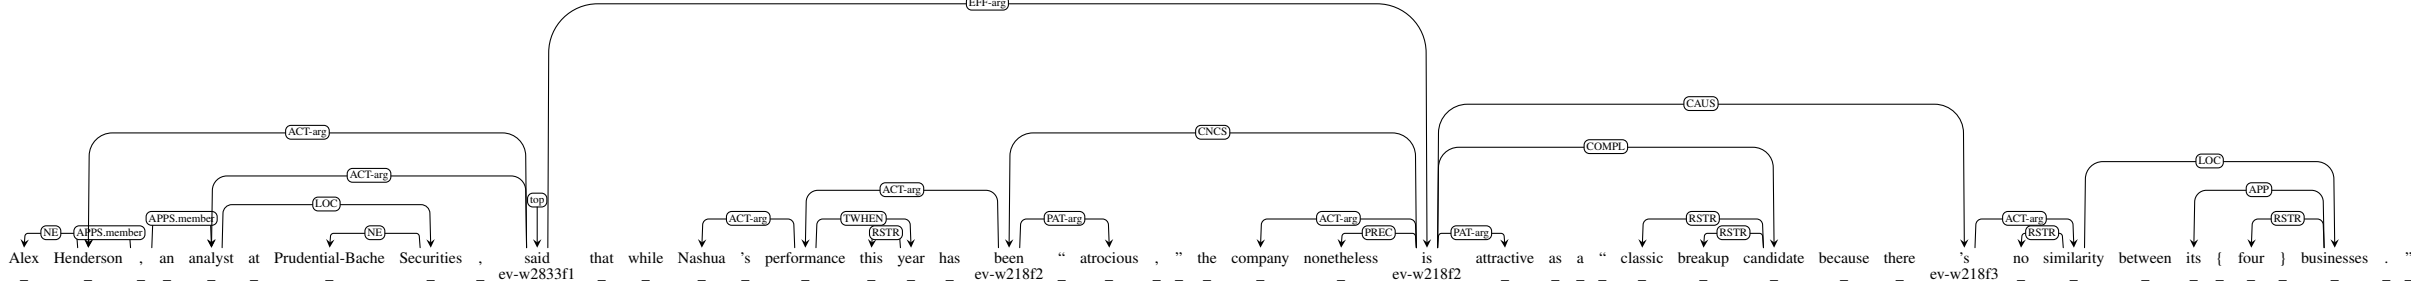 EFF-arg
CAUS
ACT-arg CNCS
COMPL
LOC
ACT-arg
ACT-arg APP
top
LOC
APPS.member ACT-arg TWHEN PAT-arg ACT-arg RSTR ACT-arg RSTR
NE APPS.member NE RSTR PREC PAT-arg RSTR RSTR
Alex Henderson , an analyst at Prudential-Bache Securities , said that while Nashua 's performance this year has been “ atrocious , ” the company nonetheless is attractive as a “ classic breakup candidate because there 's no similarity between its { four } businesses . ”
ev-w2833f1 ev-w218f2 ev-w218f2 ev-w218f3
_ _ _ _ _ _ _ _ _ _ _ _ _ _ _ _ _ _ _ _ _ _ _ _ _ _ _ _ _ _ _ _ _ _ _ _ _ _ _ _ _ _ _ _